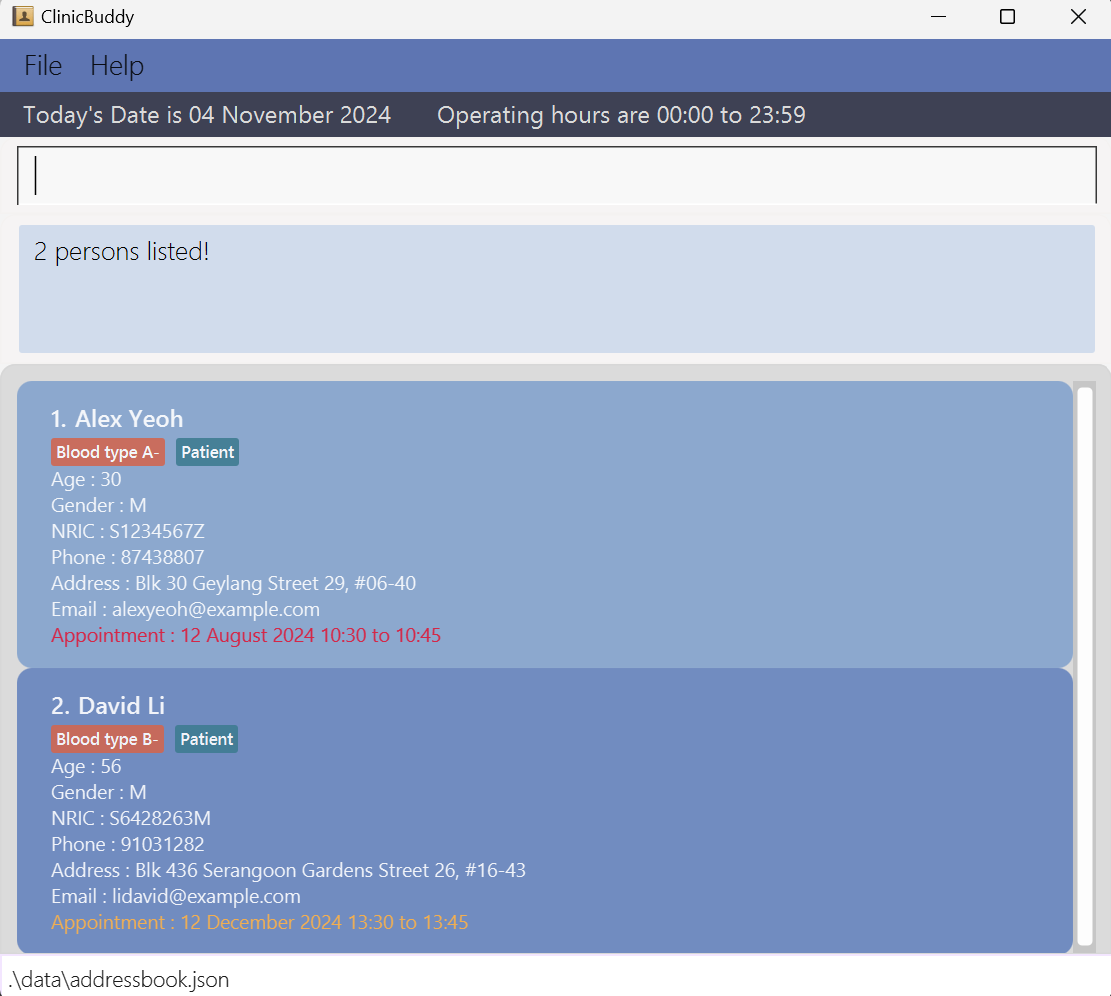 ClinicBuddy
File Help
Today's Date is 04 November 2024 Operating hours are 00:00 to 23:59
2 persons listed!
1. Alex Yeoh
Blood type A- Patient
Age : 30
Gender : M
NRIC : S1234567Z
Phone : 87438807
Address : Blk 30 Geylang Street 29, #06-40
Email : alexyeoh@example.com
Appointment : 12 August 2024 10:30 to 10:45
2. David Li
Blood type B- Patient
Age : 56
Gender : M
NRIC : S6428263M
Phone : 91031282
Address : Blk 436 Serangoon Gardens Street 26, #16-43
Email : lidavid@example.com
Appointment : 12 December 2024 13:30 to 13:45
.\data\addressbook.json